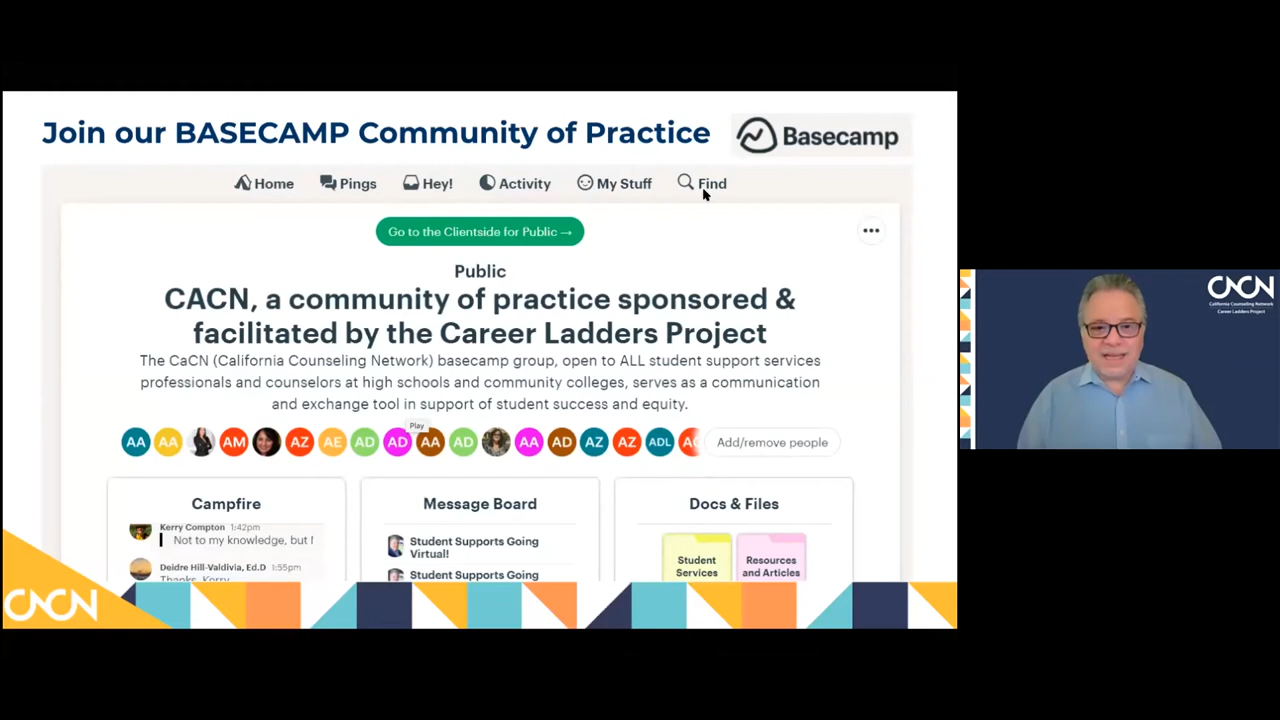 Join our BASECAMP Community of Practice
Basecamp
Home Pings Hey! Activity My Stuff Find
Go to the Clientside for Public →
Public
CACN, a community of practice sponsored &
facilitated by the Career Ladders Project
The CaCN (California Counseling Network) basecamp group, open to ALL student support services
professionals and counselors at high schools and community colleges, serves as a communication
and exchange tool in support of student success and equity.
Play
AA AA AM AZ AE AD AD AA AD AA AD AZ AZ ADL
Add/remove people
Campfire
Kerry Compton 1:42pm
Not to my knowledge, but I
Deidre Hill-Valdivia, Ed.D 1:55pm
Thanks, Kerry
Message Board
Student Supports Going
Virtual!
Student Supports Going
Docs & Files
Student
Services
Resources
and Articles
CACN
CACN
California Counseling Network
Career Ladders Project